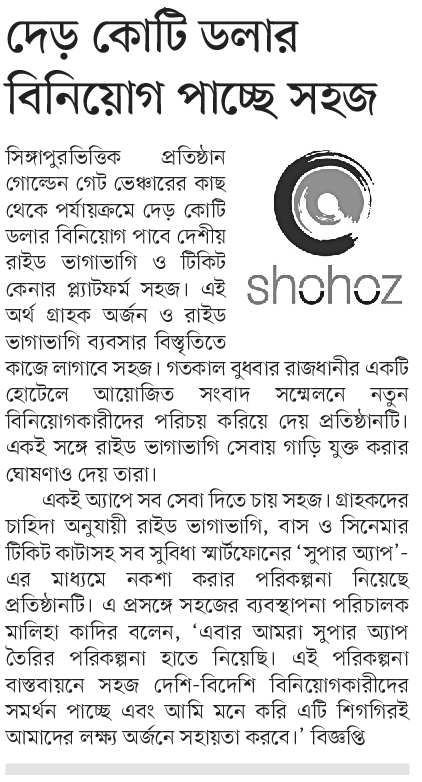 দেড় কোটি ডলার
বিনিয়োগ পাচ্ছে সহজ
সিঙ্গাপুরভিত্তিক প্রতিষ্ঠান
গোল্ডেন গেট ভেঞ্চারের কাছ
থেকে পর্যায়ক্রমে দেড় কোটি
ডলার বিনিয়োগ পাবে দেশীয়
রাইড ভাগাভাগি ও টিকিট
কেনার প্ল্যাটফর্ম সহজ। এই
অর্থ গ্রাহক অর্জন ও রাইড
ভাগাভাগি ব্যবসার বিস্তৃতিতে
shohoz
কাজে লাগাবে সহজ। গতকাল বুধবার রাজধানীর একটি
হোটেলে আয়োজিত সংবাদ সম্মেলনে নতুন
বিনিয়োগকারীদের পরিচয় করিয়ে দেয় প্রতিষ্ঠানটি।
একই সঙ্গে রাইড ভাগাভাগি সেবায় গাড়ি যুক্ত করার
ঘোষণাও দেয় তারা।
একই অ্যাপে সব সেবা দিতে চায় সহজ। গ্রাহকদের
চাহিদা অনুযায়ী রাইড ভাগাভাগি, বাস ও সিনেমার
টিকিট কাটাসহ সব সুবিধা স্মার্টফোনের ‘সুপার অ্যাপ’-
এর মাধ্যমে নকশা করার পরিকল্পনা নিয়েছে
প্রতিষ্ঠানটি। এ প্রসঙ্গে সহজের ব্যবস্থাপনা পরিচালক
মালিহা কাদির বলেন, ‘এবার আমরা সুপার অ্যাপ
তৈরির পরিকল্পনা হাতে নিয়েছি। এই পরিকল্পনা
বাস্তবায়নে সহজ দেশি-বিদেশি বিনিয়োগকারীদের
সমর্থন পাচ্ছে এবং আমি মনে করি এটি শিগগিরই
আমাদের লক্ষ্য অর্জনে সহায়তা করবে।’ বিজ্ঞপ্তি